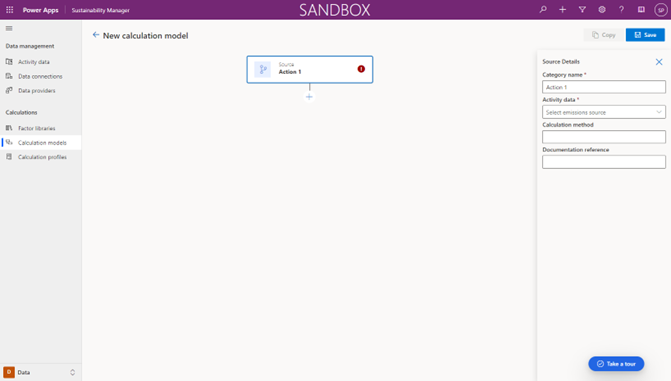 Power Apps
Sustainability Manager
SANDBOX
SP
New calculation model
Copy
Save
Data management
Activity data
Data connections
Data providers
Calculations
Factor libraries
Calculation models
Calculation profiles
Source
Action 1
Source Details
Category name *
Action 1
Activity data *
Select emissions source
Calculation method
Documentation reference
Take a tour
D
Data